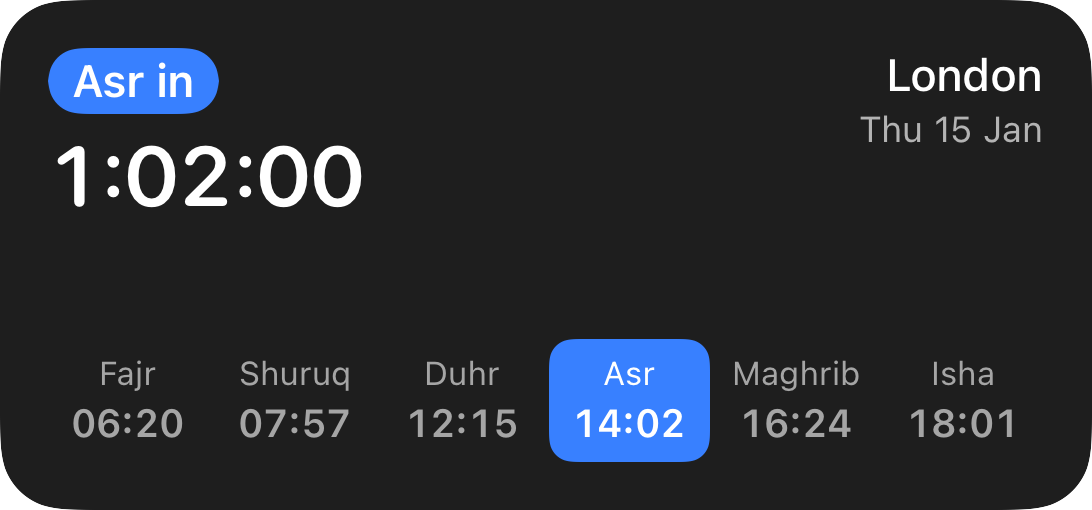 Asr in
London
1:02:00
Thu 15 Jan
Fajr Shuruq Duhr Asr Maghrib Isha
06:20 07:57 12:15 14:02 16:24 18:01